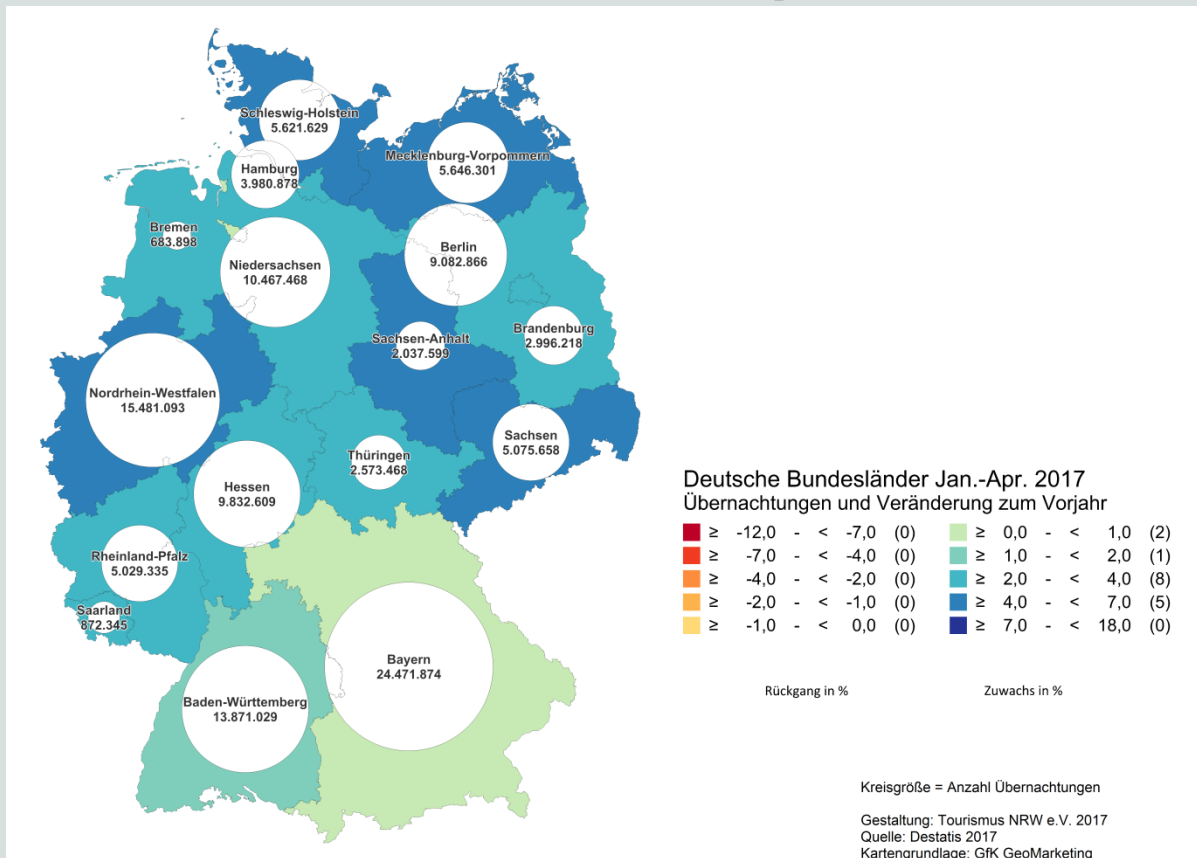 Schleswig-Holstein
5.621.629
Mecklenburg-Vorpommern
5.646.301
Hamburg
3.980.878
Bremen
683.898
Niedersachsen
10.467.468
Berlin
9.082.866
Brandenburg
2.996.218
Sachsen-Anhalt
2.037.599
Nordrhein-Westfalen
15.481.093
Sachsen
5.075.658
Thüringen
2.573.468
Hessen
9.832.609
Rheinland-Pfalz
5.029.335
Saarland
872.345
Bayern
24.471.874
Baden-Württemberg
13.871.029
Deutsche Bundesländer Jan.-Apr. 2017
Übernachtungen und Veränderung zum Vorjahr
≥ -12,0 - < -7,0 (0)
≥ -7,0 - < -4,0 (0)
≥ -4,0 - < -2,0 (0)
≥ -2,0 - < -1,0 (0)
≥ -1,0 - < 0,0 (0)
≥ 0,0 - < 1,0 (2)
≥ 1,0 - < 2,0 (1)
≥ 2,0 - < 4,0 (8)
≥ 4,0 - < 7,0 (5)
≥ 7,0 - < 18,0 (0)
Rückgang in %
Zuwachs in %
Kreisgröße = Anzahl Übernachtungen
Gestaltung: Tourismus NRW e.V. 2017
Quelle: Destatis 2017
Kartengrundlage: GfK GeoMarketing